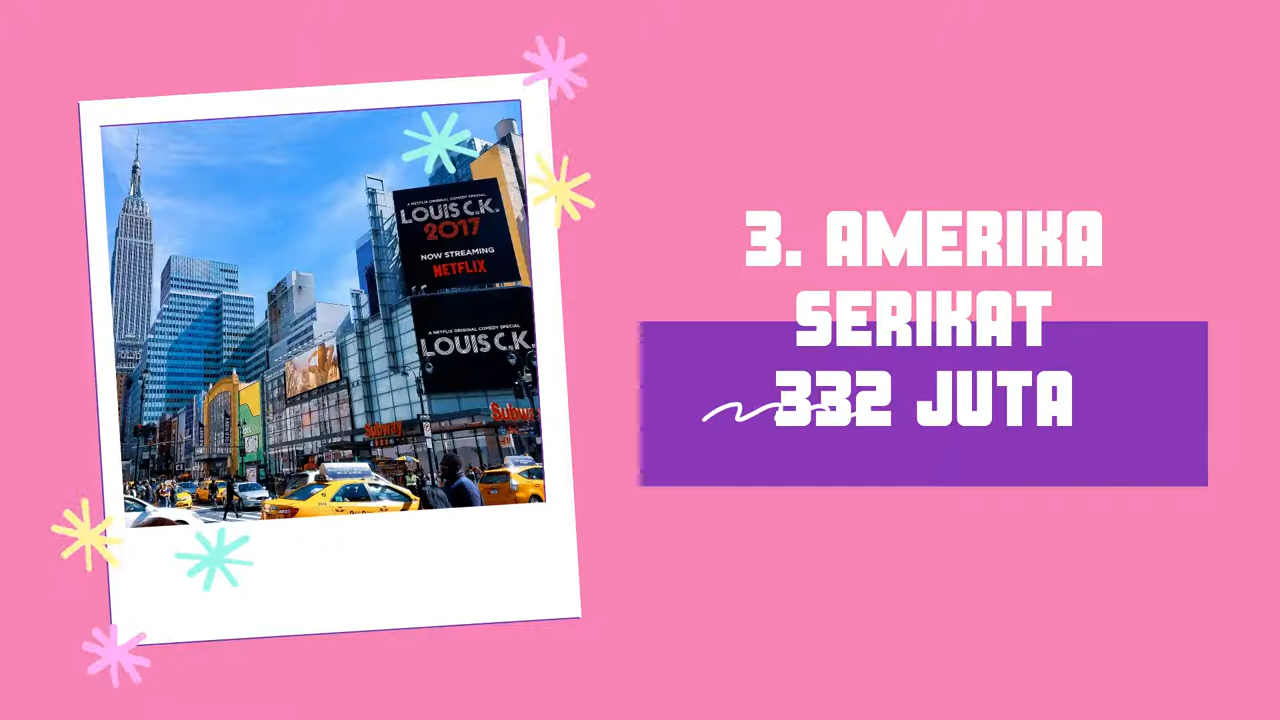 A NETFLIX ORIGINAL COMEDY SPECIAL
LOUIS C.K.
2017
NOW STREAMING
NETFLIX
A NETFLIX ORIGINAL COMEDY SPECIAL
LOUIS C.K.
Subway
Subway
3. AMERIKA
SERIKAT
332 JUTA